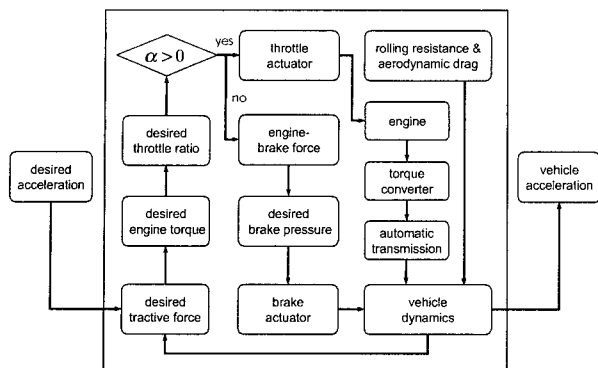 α > 0
yes
no
throttle
actuator
rolling resistance &
aerodynamic drag
desired
throttle ratio
engine-
brake force
engine
desired
acceleration
torque
converter
vehicle
acceleration
desired
engine torque
desired
brake pressure
automatic
transmission
desired
tractive force
brake
actuator
vehicle
dynamics